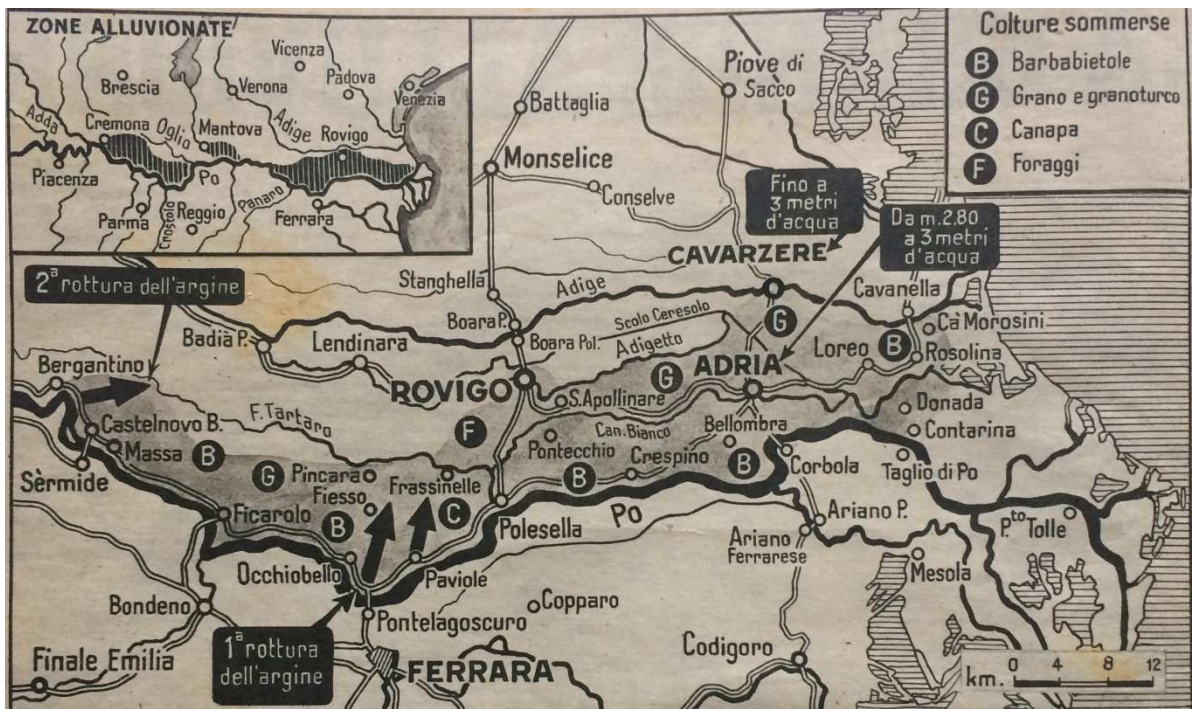 ZONE ALLUVIONATE
Vicenza
Brescia
Verona
Padova
Venezia
Adda
Cremona
Oglio
Mantova
Adige
Rovigo
Piacenza
Po
Panaro
Parma
Crostolo
Reggio
Ferrara
Colture sommerse
B Barbabietole
G Grano e granoturco
C Canapa
F Foraggi
Piove di
Sacco
Battaglia
Monselice
Conselve
Fino a
3 metri
d'acqua
Da m.2.80
a 3 metri
d'acqua
CAVARZERE
2ª rottura dell'argine
Stanghella
Adige
Cavanella
Badia P.
Lendinara
Boara P.
Boara Pol.
Scolo Ceresolo
Adigetto
G
Ca' Morosini
Loreo
B
Rosolina
Bergantino
ROVIGO
ADRIA
G
S. Apollinare
Castelnovo B.
F. Tartaro
F
Can. Bianco
Bellombra
Donada
Contarina
Massa
B
Pontecchio
Sèrmide
G
Pincara
Fiesso
Frassinelle
B
Crespino
B
Corbola
Taglio di Po
Ficarolo
B
C
Polesella
Po
Ariano P.
Ariano
Ferrarese
P.to Tolle
Occhiobello
Paviole
Mesola
Bondeno
Pontelagoscuro
Copparo
1ª rottura
dell'argine
Finale Emilia
FERRARA
Codigoro
km. 0 4 8 12